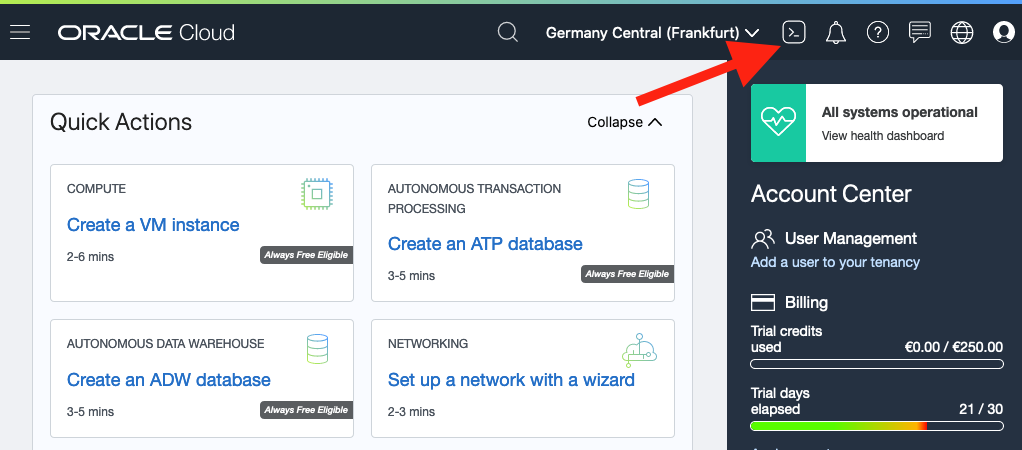 ORACLE Cloud
Germany Central (Frankfurt)
Quick Actions
Collapse
COMPUTE
Create a VM instance
2-6 mins
Always Free Eligible
AUTONOMOUS TRANSACTION
PROCESSING
Create an ATP database
3-5 mins
Always Free Eligible
AUTONOMOUS DATA WAREHOUSE
Create an ADW database
3-5 mins
Always Free Eligible
NETWORKING
Set up a network with a wizard
2-3 mins
All systems operational
View health dashboard
Account Center
User Management
Add a user to your tenancy
Billing
Trial credits
used €0.00 / €250.00
Trial days
elapsed 21 / 30